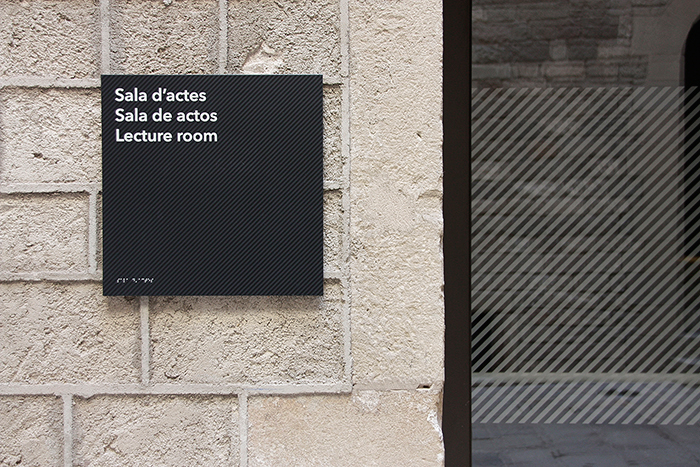 Sala d’actes
Sala de actos
Lecture room